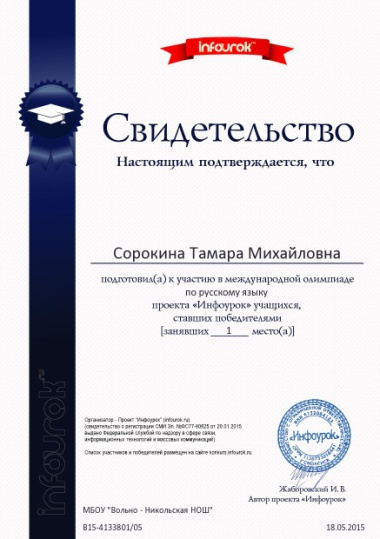 infourok
Свидетельство
Настоящим подтверждается, что
Сорокина Тамара Михайловна
подготовил(а) к участию в международной олимпиаде
по русскому языку
проекта «Инфоурок» учащихся,
ставших победителями
[занявших 1 место(а)]
Организатор - Проект "Инфоурок" (infourok.ru)
(свидетельство о регистрации СМИ Эл. №ФС77-60625 от 20.01.2015
выдано Федеральной службой по надзору в сфере связи,
информационных технологий и массовых коммуникаций)
Список участников и победителей размещен на сайте konkurs.infourok.ru.
infourok
«Инфоурок»
Жаборовский И. В.
Автор проекта «Инфоурок»
МБОУ "Вольно - Никольская НОШ"
В15-4133801/05
18.05.2015